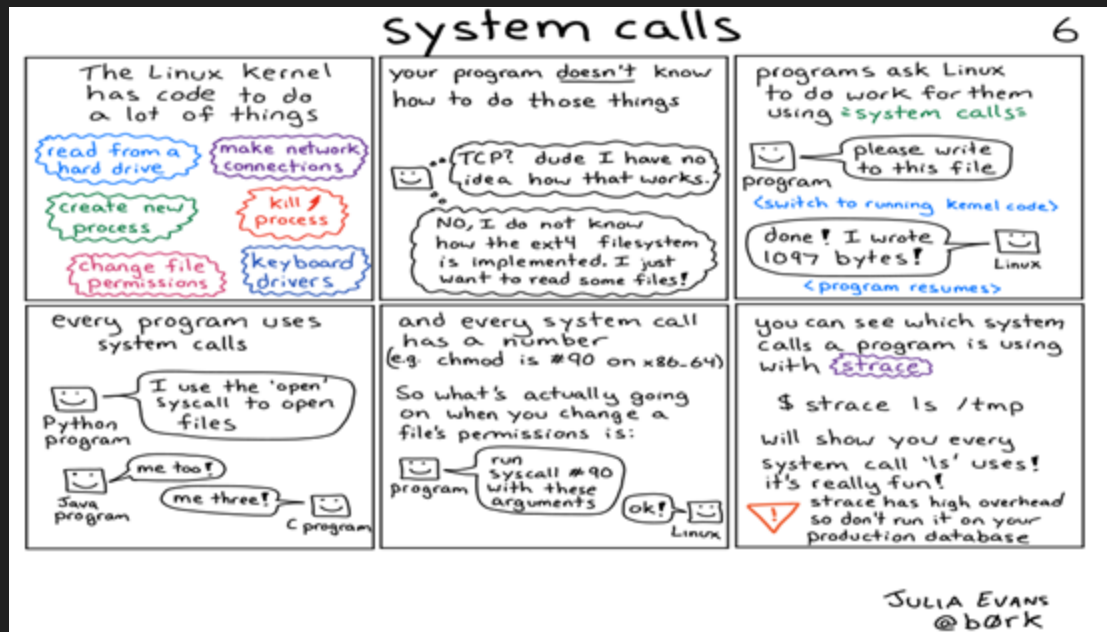 system calls
6
The Linux kernel
has code to do
a lot of things
read from a
hard drive
make network
connections
create new
process
kill
process
change file
permissions
keyboard
drivers
your program doesn't know
how to do those things
TCP? dude I have no
idea how that works.
NO, I do not know
how the ext4 filesystem
is implemented. I just
want to read some files!
programs ask Linux
to do work for them
using =system calls=
please write
to this file
program
<switch to running kernel code>
done! I wrote
1097 bytes!
Linux
<program resumes>
every program uses
system calls
I use the 'open'
syscall to open
files
Python
program
me too!
Java
program
me three!
C program
and every system call
has a number
(e.g. chmod is #90 on x86-64)
So what's actually going
on when you change a
file's permissions is:
run
syscall #90
with these
arguments
program
ok!
Linux
you can see which system
calls a program is using
with strace
$ strace ls /tmp
will show you every
system call 'ls' uses!
it's really fun!
! strace has high overhead
so don't run it on your
production database
JULIA EVANS
@b0rk